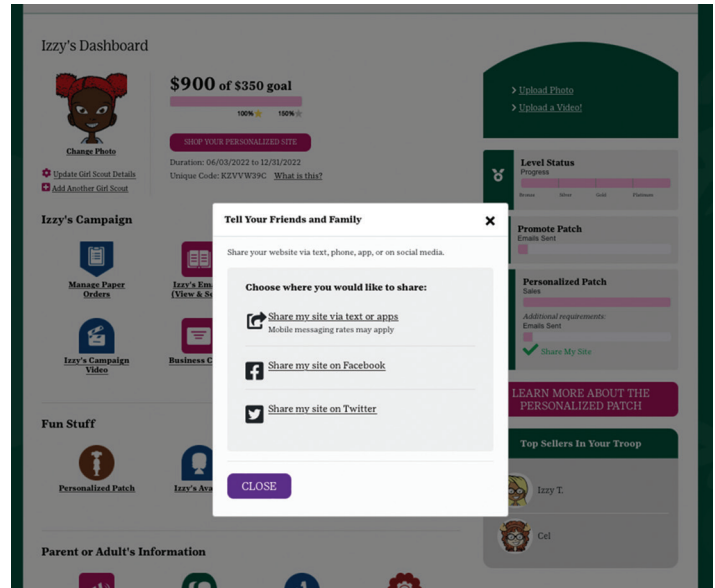 Izzy's Dashboard
$900 of $350 goal
100% 150%
SHOP YOUR PERSONALIZED SITE
Duration: 06/03/2022 to 12/31/2022
Unique Code: KZVVW39C What is this?
Change Photo
Update Girl Scout Details
Add Another Girl Scout
Upload Photo
Upload a Video!
Level Status
Progress
Bronze Silver Gold Platinum
Promote Patch
Emails Sent
Personalized Patch
Sales
Additional requirements:
Emails Sent
Share My Site
LEARN MORE ABOUT THE
PERSONALIZED PATCH
Top Sellers In Your Troop
Izzy T.
Cel
Izzy's Campaign
Manage Paper
Orders
Izzy's
(View &
Izzy's Campaign
Video
Business
Tell Your Friends and Family
Share your website via text, phone, app, or on social media.
Choose where you would like to share:
Share my site via text or apps
Mobile messaging rates may apply
Share my site on Facebook
Share my site on Twitter
CLOSE
Fun Stuff
Personalized Patch
Izzy's
Parent or Adult's Information